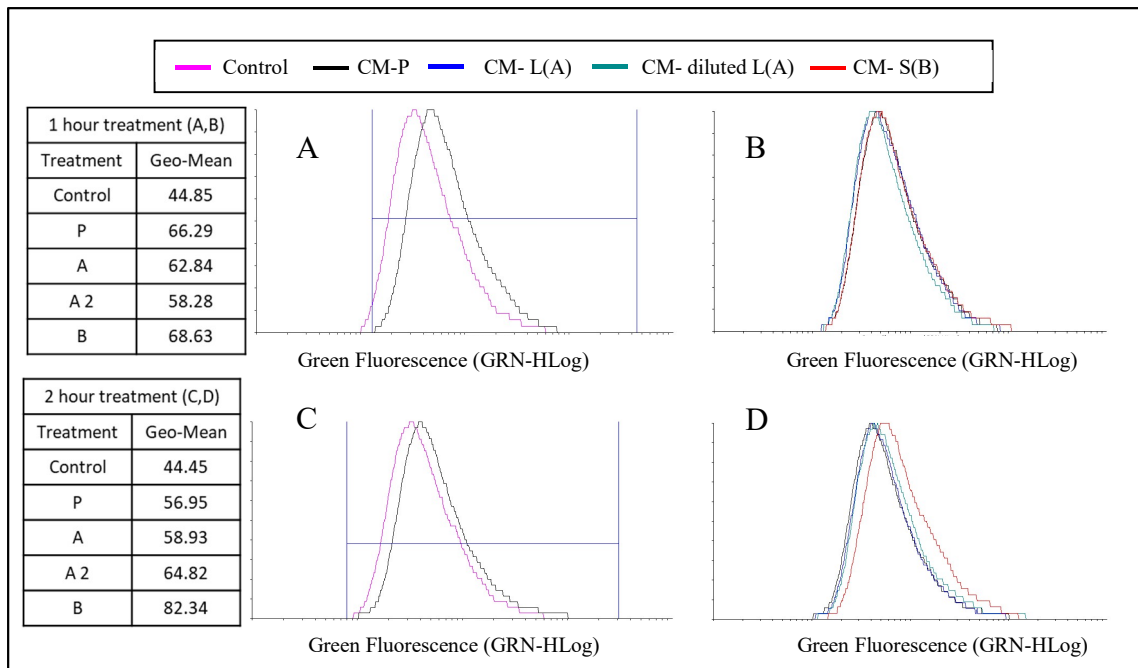 Control CM-P CM- L(A) CM- diluted L(A) CM- S(B)
1 hour treatment (A,B)
Treatment Geo-Mean
Control 44.85
P 66.29
A 62.84
A 2 58.28
B 68.63
A
Green Fluorescence (GRN-HLog)
B
Green Fluorescence (GRN-HLog)
2 hour treatment (C,D)
Treatment Geo-Mean
Control 44.45
P 56.95
A 58.93
A 2 64.82
B 82.34
C
Green Fluorescence (GRN-HLog)
D
Green Fluorescence (GRN-HLog)